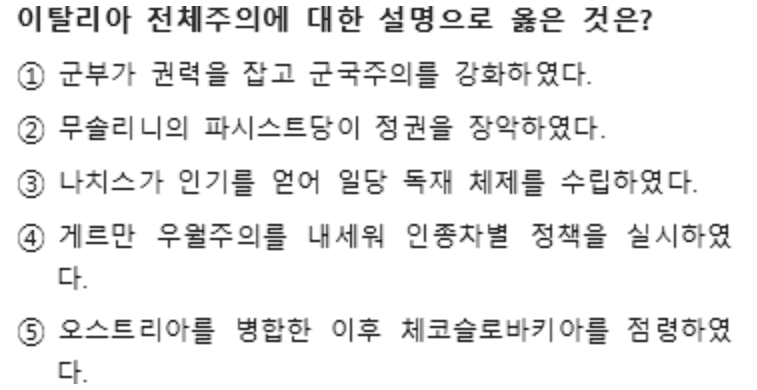 이탈리아 전체주의에 대한 설명으로 옳은 것은?
① 군부가 권력을 잡고 군국주의를 강화하였다.
② 무솔리니의 파시스트당이 정권을 장악하였다.
③ 나치스가 인기를 얻어 일당 독재 체제를 수립하였다.
④ 게르만 우월주의를 내세워 인종차별 정책을 실시하였
다.
⑤ 오스트리아를 병합한 이후 체코슬로바키아를 점령하였
다.